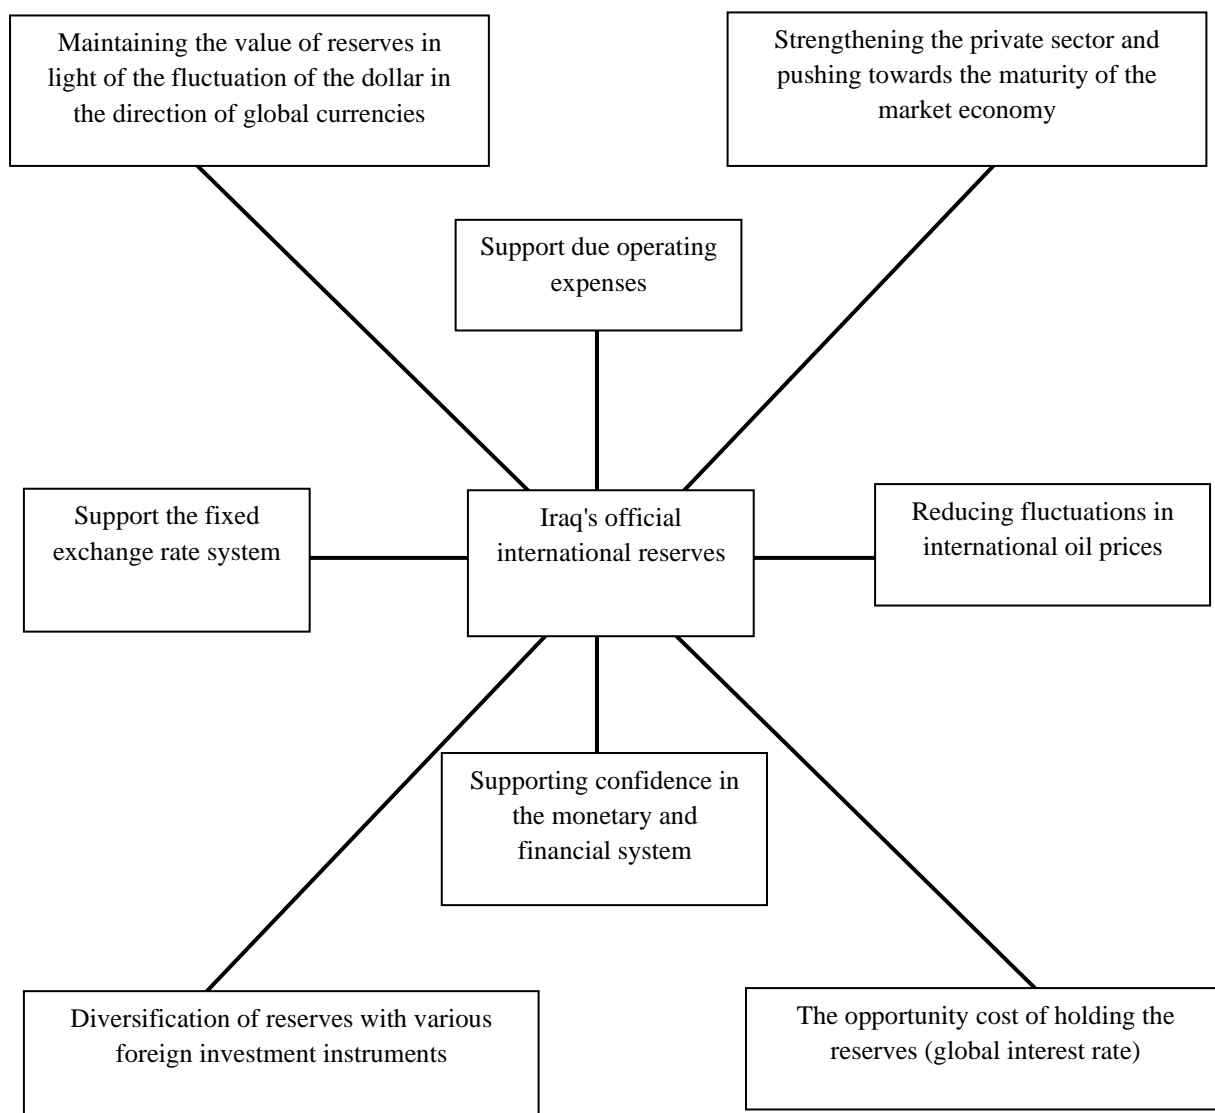 Maintaining the value of reserves in
light of the fluctuation of the dollar in
the direction of global currencies
Strengthening the private sector and
pushing towards the maturity of the
market economy
Support due operating
expenses
Support the fixed
exchange rate system
Iraq's official
international reserves
Reducing fluctuations in
international oil prices
Supporting confidence in
the monetary and
financial system
Diversification of reserves with various
foreign investment instruments
The opportunity cost of holding the
reserves (global interest rate)